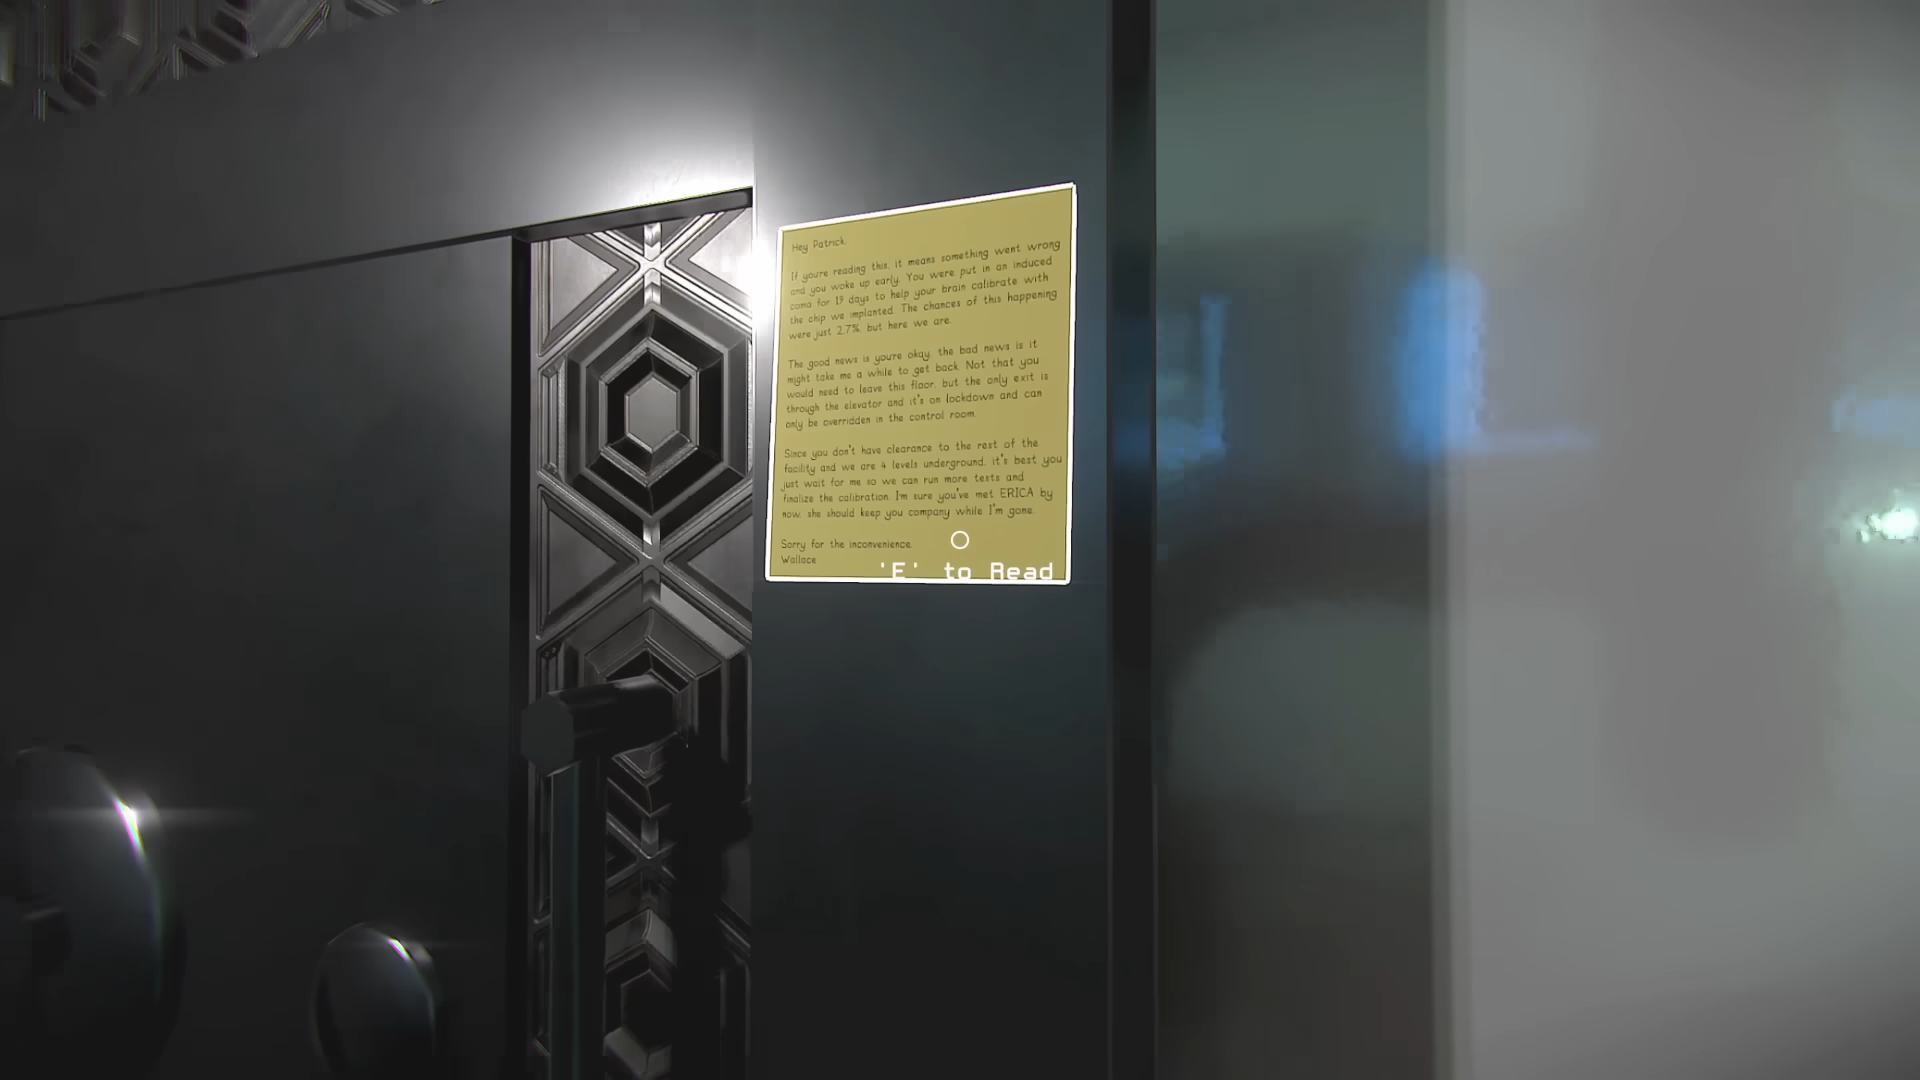 Hey Patrick,
If you're reading this, it means something went wrong
and you woke up early. You were put in an induced
coma for 19 days to help your brain calibrate with
the chip we implanted. The chances of this happening
were just 2.7%, but here we are.
The good news is you're okay, the bad news is it
might take me a while to get back. Not that you
would need to leave this floor, but the only exit is
through the elevator and it's on lockdown and can
only be overridden in the control room.
Since you don't have clearance to the rest of the
facility and we are 4 levels underground, it's best you
just wait for me so we can run more tests and
finalize the calibration. I'm sure you've met ERICA by
now, she should keep you company while I'm gone.
Sorry for the inconvenience.
Wallace
'E' to Read